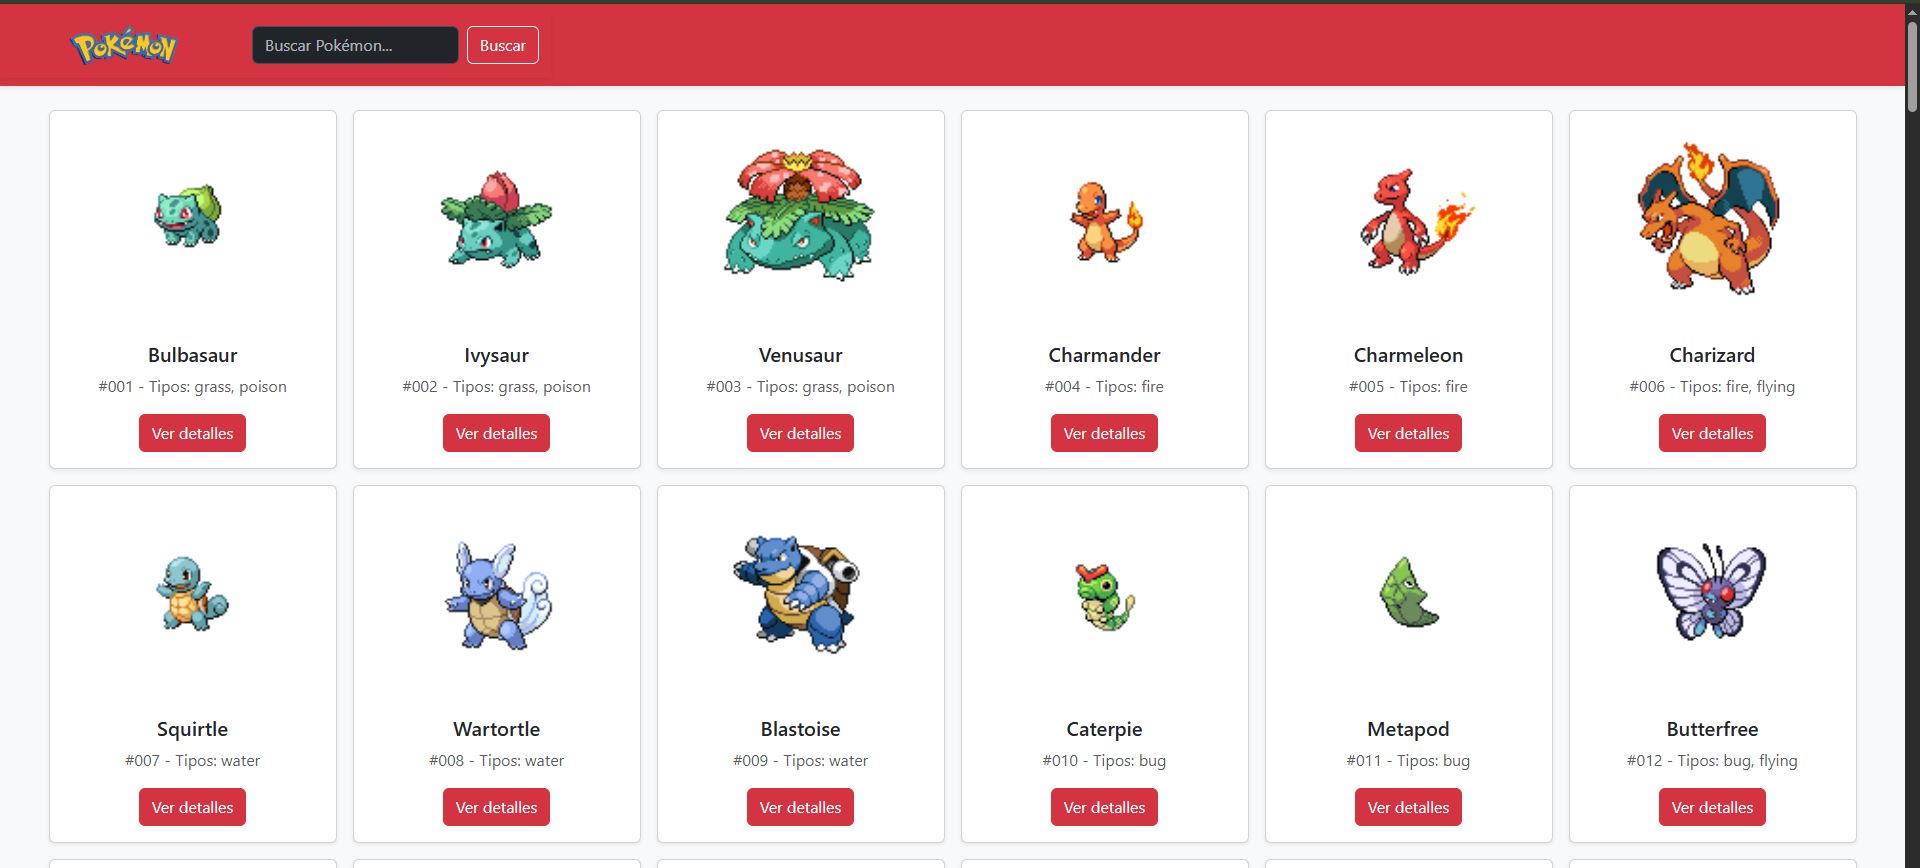 Pokémon
Buscar Pokémon...
Buscar
Bulbasaur
#001 - Tipos: grass, poison
Ver detalles
Ivysaur
#002 - Tipos: grass, poison
Ver detalles
Venusaur
#003 - Tipos: grass, poison
Ver detalles
Charmander
#004 - Tipos: fire
Ver detalles
Charmeleon
#005 - Tipos: fire
Ver detalles
Charizard
#006 - Tipos: fire, flying
Ver detalles
Squirtle
#007 - Tipos: water
Ver detalles
Wartortle
#008 - Tipos: water
Ver detalles
Blastoise
#009 - Tipos: water
Ver detalles
Caterpie
#010 - Tipos: bug
Ver detalles
Metapod
#011 - Tipos: bug
Ver detalles
Butterfree
#012 - Tipos: bug, flying
Ver detalles